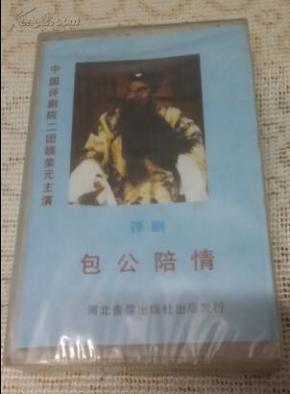 中国评剧院二团魏荣元主演
评剧
包公陪情
河北音像出版社出版发行